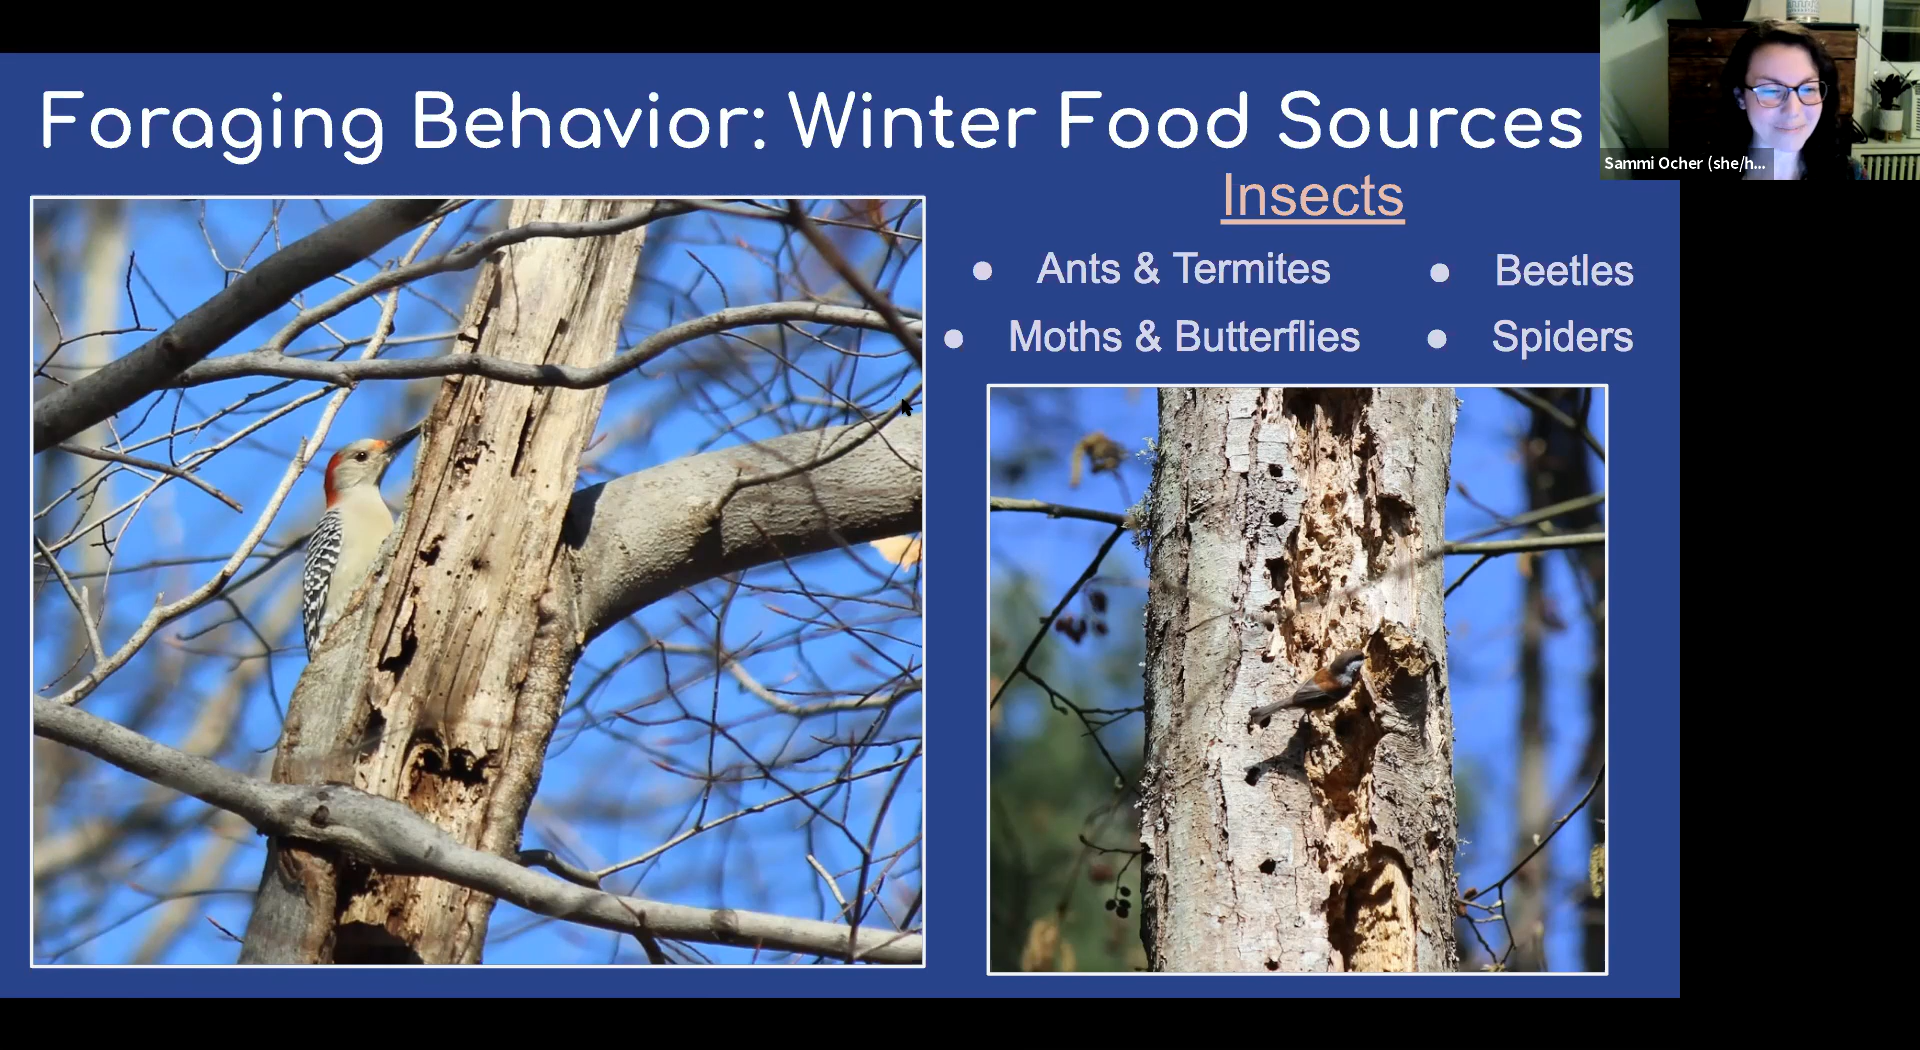 Foraging Behavior: Winter Food Sources
Sammi Ocher (she/h...
Insects
● Ants & Termites ● Beetles
● Moths & Butterflies ● Spiders